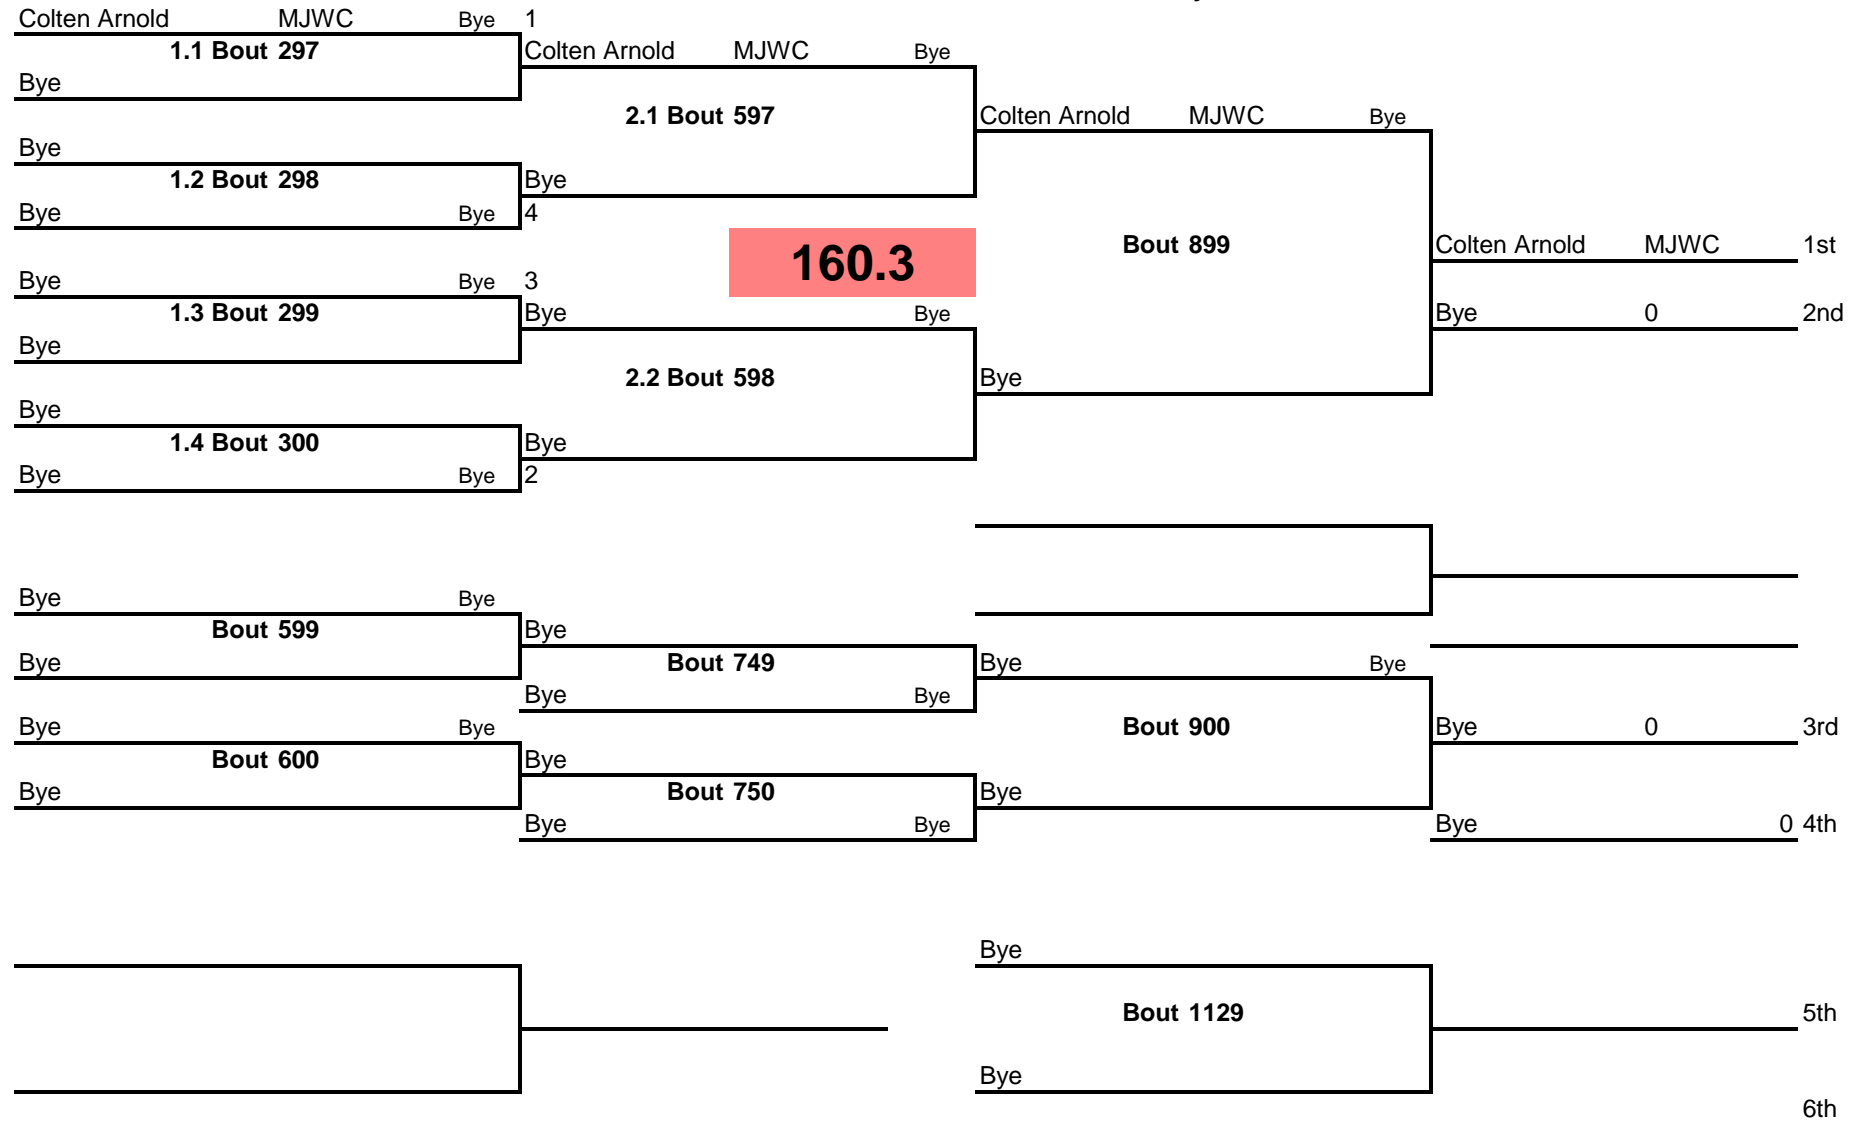 Colten Arnold MJWC Bye 1
1.1 Bout 297 Colten Arnold MJWC Bye
Bye
2.1 Bout 597 Colten Arnold MJWC Bye
Bye
1.2 Bout 298 Bye
Bye Bye 4
160.3 Bout 899 Colten Arnold MJWC 1st
Bye Bye 3
1.3 Bout 299 Bye Bye Bye 0 2nd
Bye
2.2 Bout 598 Bye
Bye
1.4 Bout 300 Bye
Bye Bye 2
Bye Bye
Bout 599 Bye
Bye Bout 749 Bye Bye
Bye Bye
Bye Bye Bout 900 Bye 0 3rd
Bout 600 Bye
Bye Bout 750 Bye
Bye Bye Bye 0 4th
Bye
Bout 1129 5th
Bye
6th